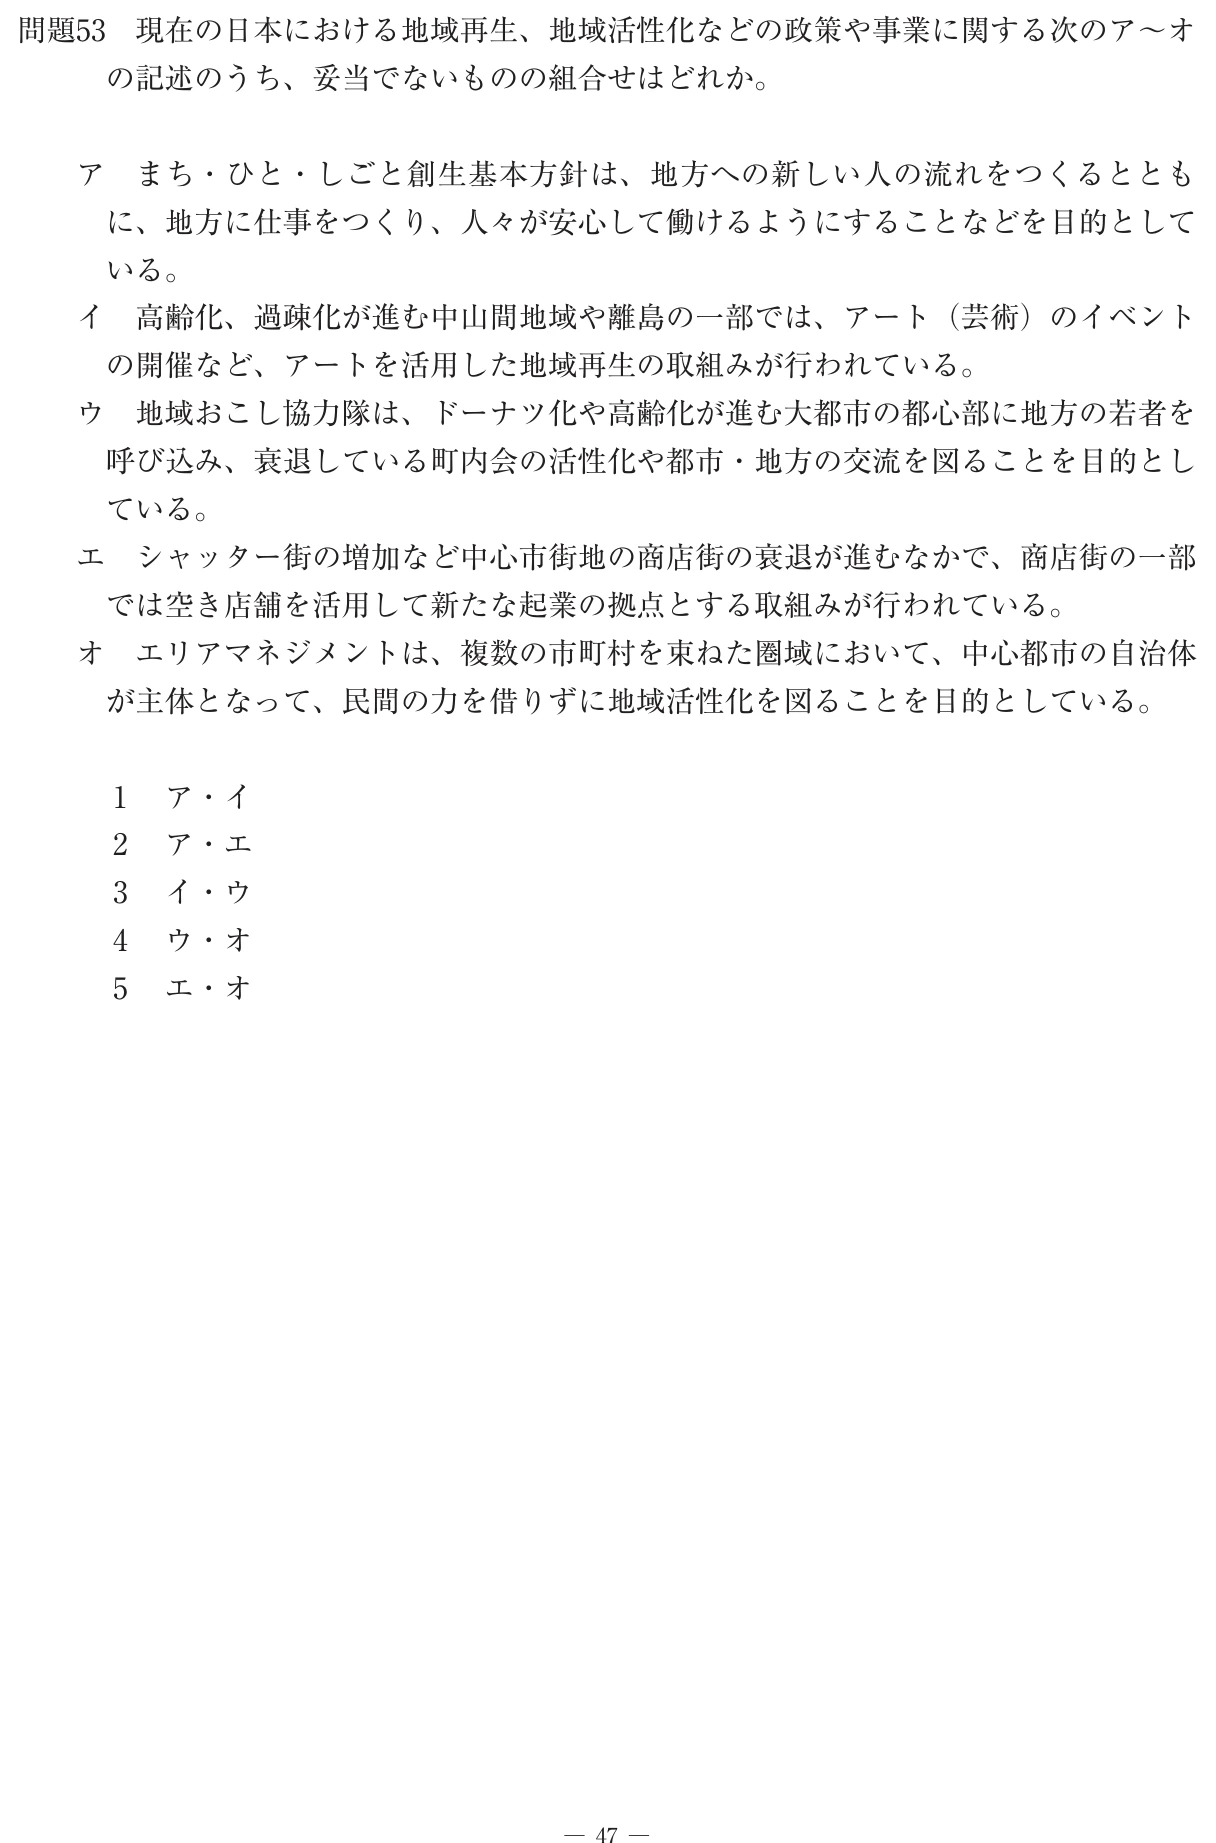 問題53　現在の日本における地域再生、地域活性化などの政策や事業に関する次のア～オ
の記述のうち、妥当でないものの組合せはどれか。
ア　まち・ひと・しごと創生基本方針は、地方への新しい人の流れをつくるととも
に、地方に仕事をつくり、人々が安心して働けるようにすることなどを目的として
いる。
イ　高齢化、過疎化が進む中山間地域や離島の一部では、アート（芸術）のイベント
の開催など、アートを活用した地域再生の取組みが行われている。
ウ　地域おこし協力隊は、ドーナツ化や高齢化が進む大都市の都心部に地方の若者を
呼び込み、衰退している町内会の活性化や都市・地方の交流を図ることを目的とし
ている。
エ　シャッター街の増加など中心市街地の商店街の衰退が進むなかで、商店街の一部
では空き店舗を活用して新たな起業の拠点とする取組みが行われている。
オ　エリアマネジメントは、複数の市町村を束ねた圏域において、中心都市の自治体
が主体となって、民間の力を借りずに地域活性化を図ることを目的としている。
1　ア・イ
2　ア・エ
3　イ・ウ
4　ウ・オ
5　エ・オ
― 47 ―